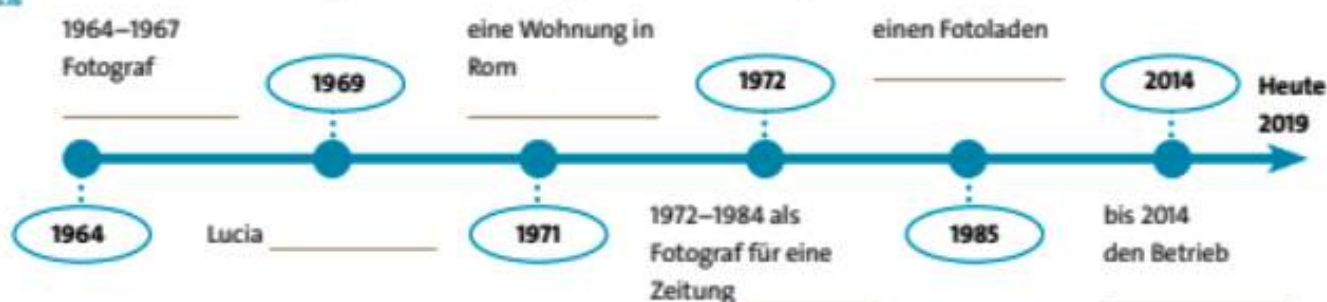 1964–1967
Fotograf
eine Wohnung in
Rom
einen Fotoladen
1969
1972
2014
Heute
2019
1964
Lucia
1971
1972–1984 als
Fotograf für eine
Zeitung
1985
bis 2014
den Betrieb